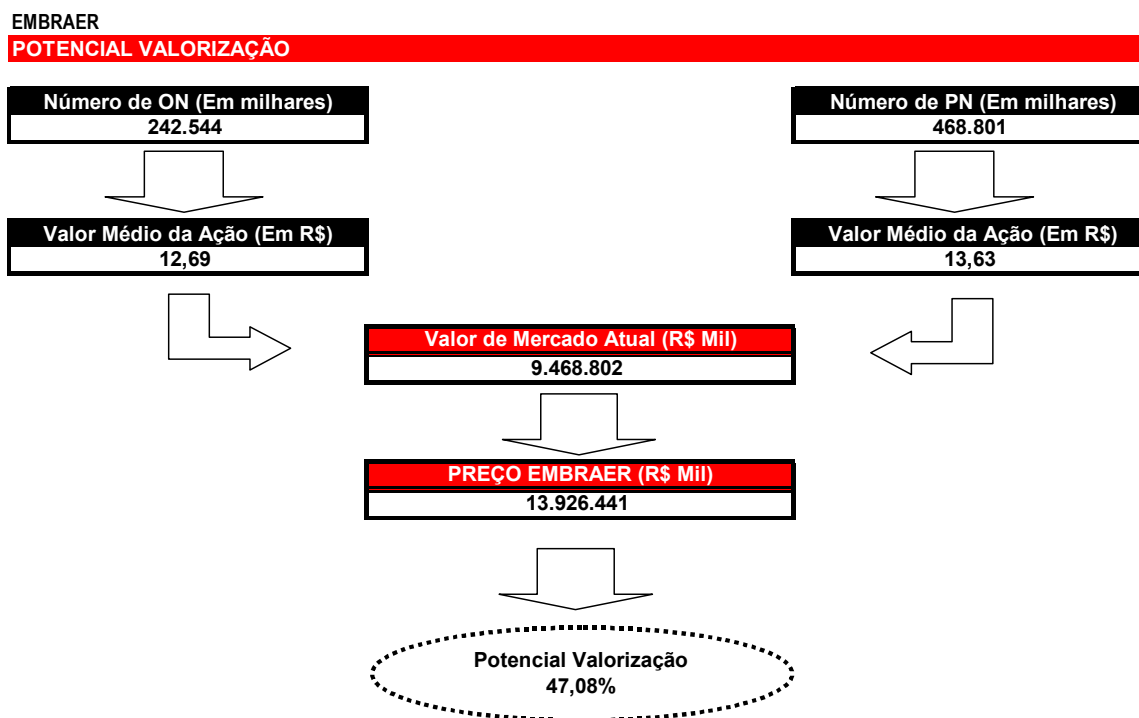 EMBRAER
POTENCIAL VALORIZAÇÃO
Número de ON (Em milhares)
242.544
Número de PN (Em milhares)
468.801
Valor Médio da Ação (Em R$)
12,69
Valor Médio da Ação (Em R$)
13,63
Valor de Mercado Atual (R$ Mil)
9.468.802
PREÇO EMBRAER (R$ Mil)
13.926.441
Potencial Valorização
47,08%